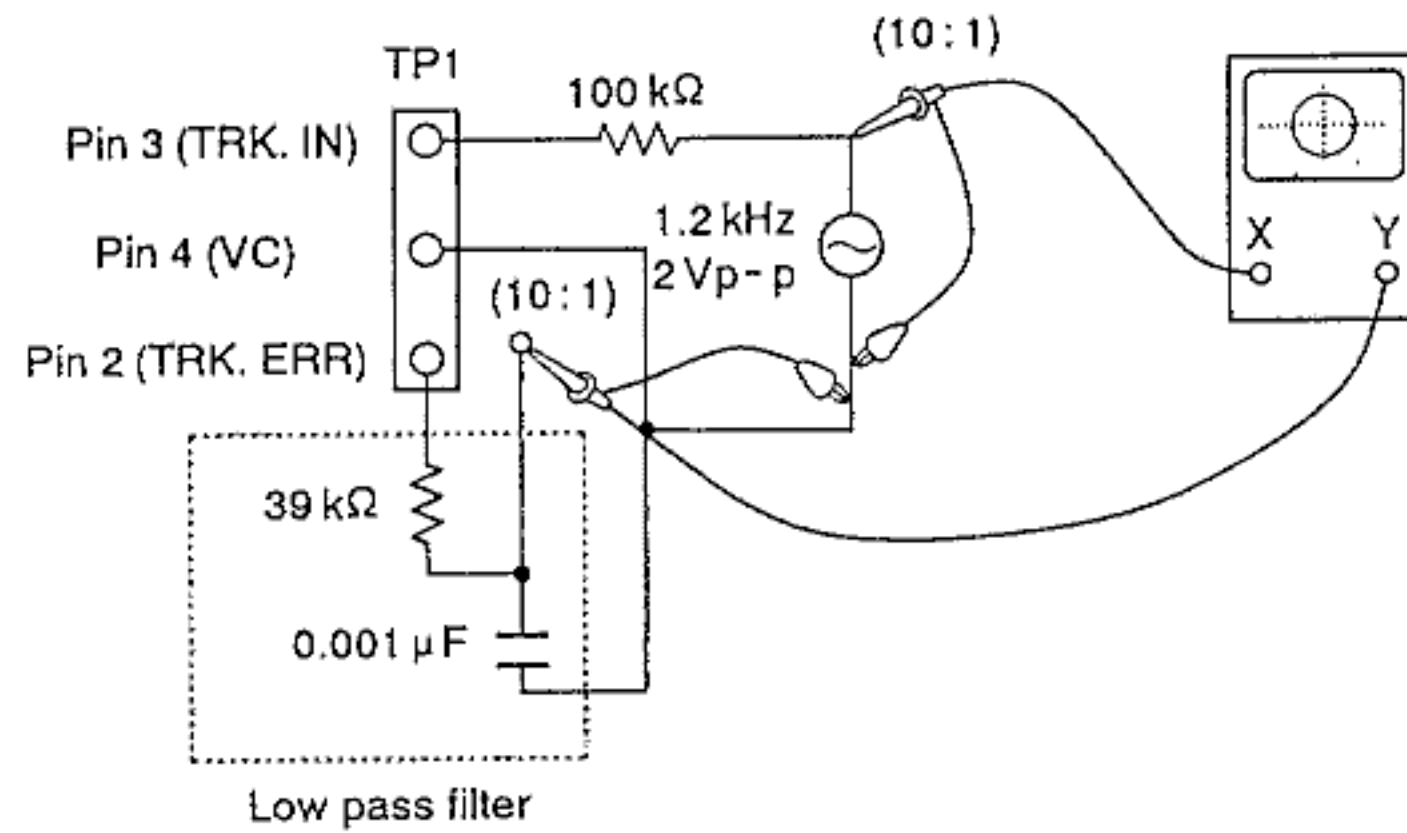 (10 : 1)
TP1
100 kΩ
Pin 3 (TRK. IN)
1.2 kHz
2 Vp - p
X
Y
Pin 4 (VC)
(10 : 1)
Pin 2 (TRK. ERR)
39 kΩ
0.001 μF
Low pass filter